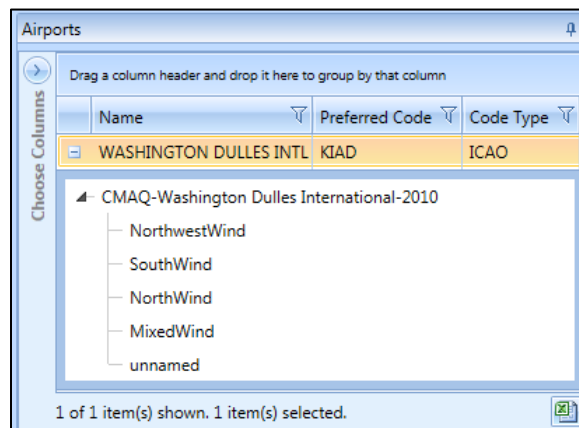 Airports
Choose Columns
Drag a column header and drop it here to group by that column
Name Preferred Code Code Type
WASHINGTON DULLES INTL KIAD ICAO
CMAQ-Washington Dulles International-2010
NorthwestWind
SouthWind
NorthWind
MixedWind
unnamed
1 of 1 item(s) shown. 1 item(s) selected.